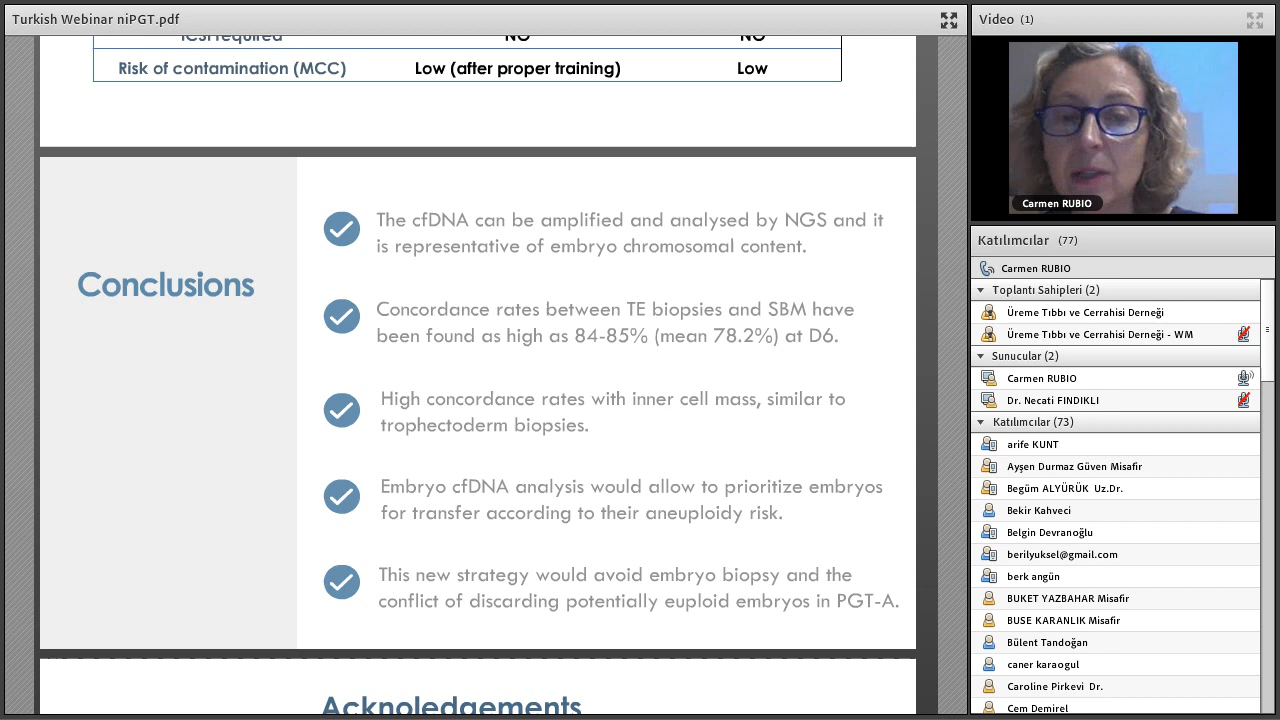 Turkish Webinar niPGT.pdf
ICSI required NO NO
Risk of contamination (MCC) Low (after proper training) Low
Conclusions
The cfDNA can be amplified and analysed by NGS and it
is representative of embryo chromosomal content.
Concordance rates between TE biopsies and SBM have
been found as high as 84-85% (mean 78.2%) at D6.
High concordance rates with inner cell mass, similar to
trophectoderm biopsies.
Embryo cfDNA analysis would allow to prioritize embryos
for transfer according to their aneuploidy risk.
This new strategy would avoid embryo biopsy and the
conflict of discarding potentially euploid embryos in PGT-A.
Acknoledgements
Video (1)
Carmen RUBIO
Katılımcılar (77)
Carmen RUBIO
Toplantı Sahipleri (2)
Üreme Tıbbı ve Cerrahisi Derneği
Üreme Tıbbı ve Cerrahisi Derneği - WM
Sunucular (2)
Carmen RUBIO
Dr. Necati FINDIKLI
Katılımcılar (73)
arife KUNT
Ayşen Durmaz Güven Misafir
Begüm ALYÜRÜK Uz.Dr.
Bekir Kahveci
Belgin Devranoğlu
berilyuksel@gmail.com
berk angün
BUKET YAZBAHAR Misafir
BUSE KARANLIK Misafir
Bülent Tandoğan
caner karaogul
Caroline Pirkevi Dr.
Cem Demirel